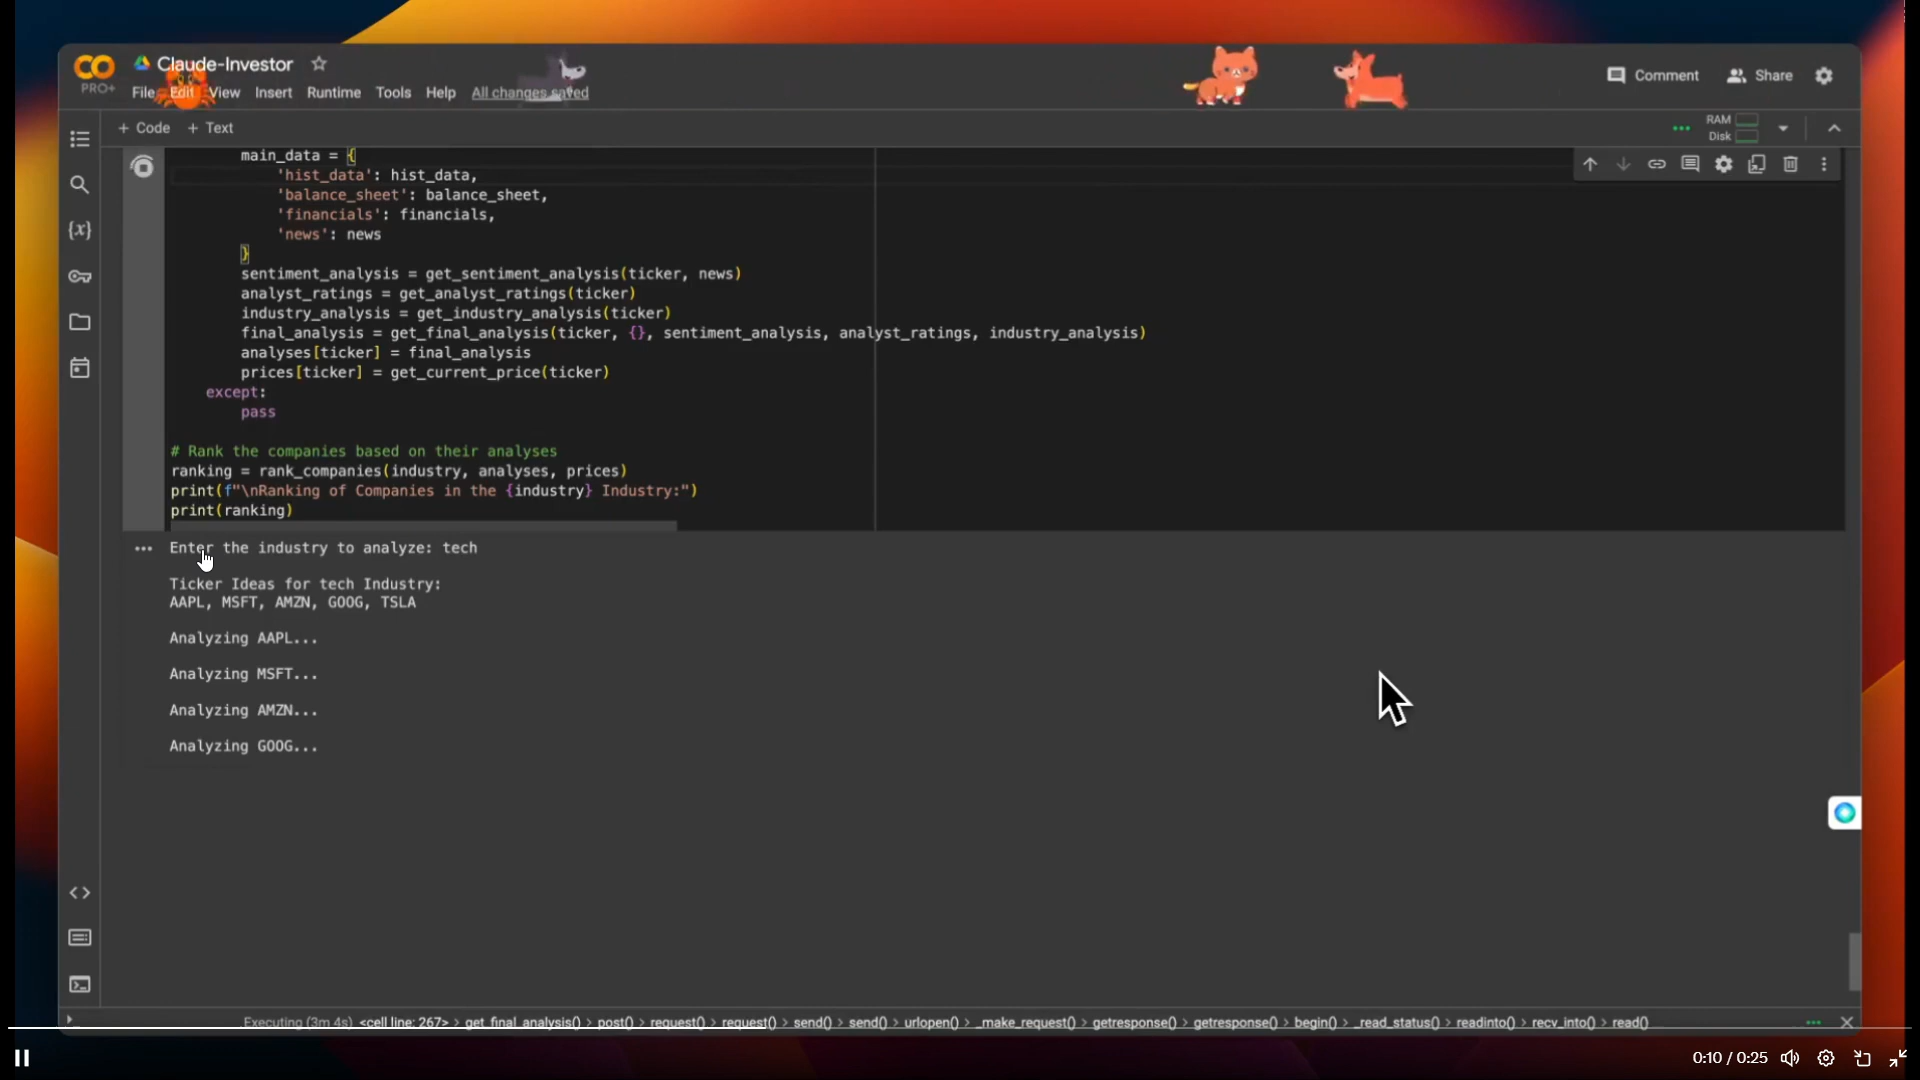 CO
PRO+
Claude-Investor
File Edit View Insert Runtime Tools Help All changes saved
Comment
Share
+ Code + Text
RAM
Disk
{x}
main_data = {
'hist_data': hist_data,
'balance_sheet': balance_sheet,
'financials': financials,
'news': news
}
sentiment_analysis = get_sentiment_analysis(ticker, news)
analyst_ratings = get_analyst_ratings(ticker)
industry_analysis = get_industry_analysis(ticker)
final_analysis = get_final_analysis(ticker, {}, sentiment_analysis, analyst_ratings, industry_analysis)
analyses[ticker] = final_analysis
prices[ticker] = get_current_price(ticker)
except:
pass
# Rank the companies based on their analyses
ranking = rank_companies(industry, analyses, prices)
print(f"\nRanking of Companies in the {industry} Industry:")
print(ranking)
Enter the industry to analyze: tech
Ticker Ideas for tech Industry:
AAPL, MSFT, AMZN, GOOG, TSLA
Analyzing AAPL...
Analyzing MSFT...
Analyzing AMZN...
Analyzing GOOG...
Executing (3m 4s) <cell line: 267> > get_final_analysis() > post() > request() > request() > send() > send() > urlopen() > _make_request() > getresponse() > getresponse() > begin() > _read_status() > readinto() > recv_into() > read()
0:10 / 0:25